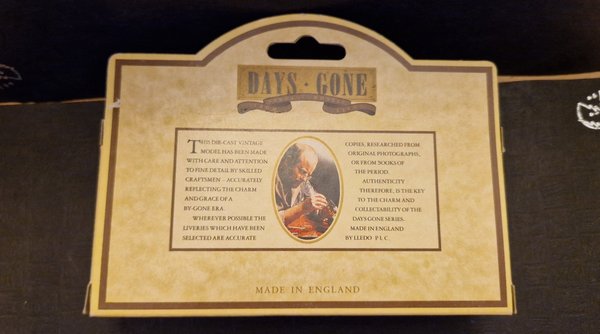 DAYS · GONE
THIS DIE-CAST VINTAGE
MODEL HAS BEEN MADE
WITH CARE AND ATTENTION
TO FINE DETAIL BY SKILLED
CRAFTSMEN – ACCURATELY
REFLECTING THE CHARM
AND GRACE OF A
BY-GONE ERA.
WHEREVER POSSIBLE THE
LIVERIES WHICH HAVE BEEN
SELECTED ARE ACCURATE
COPIES, RESEARCHED FROM
ORIGINAL PHOTOGRAPHS,
OR FROM BOOKS OF
THE PERIOD.
AUTHENTICITY
THEREFORE, IS THE KEY
TO THE CHARM AND
COLLECTABILITY OF THE
DAYS GONE SERIES.
MADE IN ENGLAND
BY LLEDO P L C.
MADE IN ENGLAND